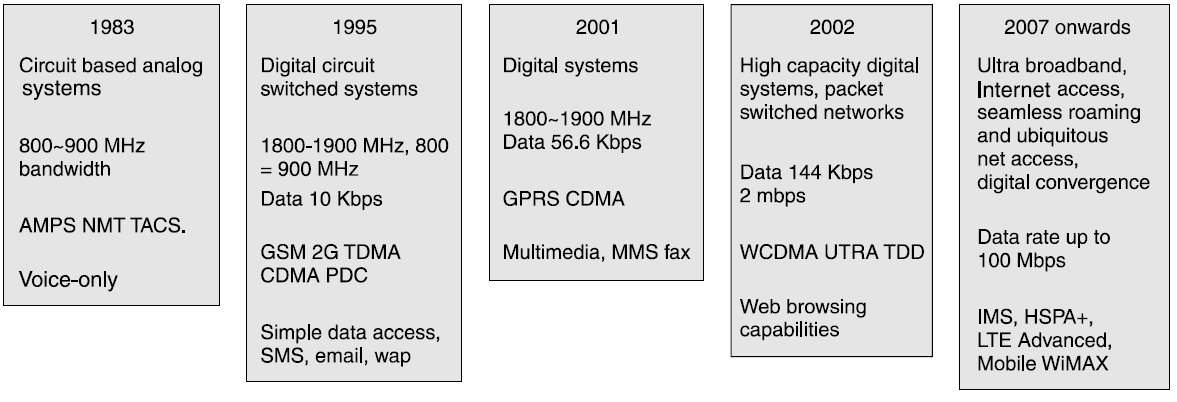 1983
Circuit based analog
systems
800~900 MHz
bandwidth
AMPS NMT TACS.
Voice-only
1995
Digital circuit
switched systems
1800-1900 MHz, 800
= 900 MHz
Data 10 Kbps
GSM 2G TDMA
CDMA PDC
Simple data access,
SMS, email, wap
2001
Digital systems
1800~1900 MHz
Data 56.6 Kbps
GPRS CDMA
Multimedia, MMS fax
2002
High capacity digital
systems, packet
switched networks
Data 144 Kbps
2 mbps
WCDMA UTRA TDD
Web browsing
capabilities
2007 onwards
Ultra broadband,
Internet access,
seamless roaming
and ubiquitous
net access,
digital convergence
Data rate up to
100 Mbps
IMS, HSPA+,
LTE Advanced,
Mobile WiMAX